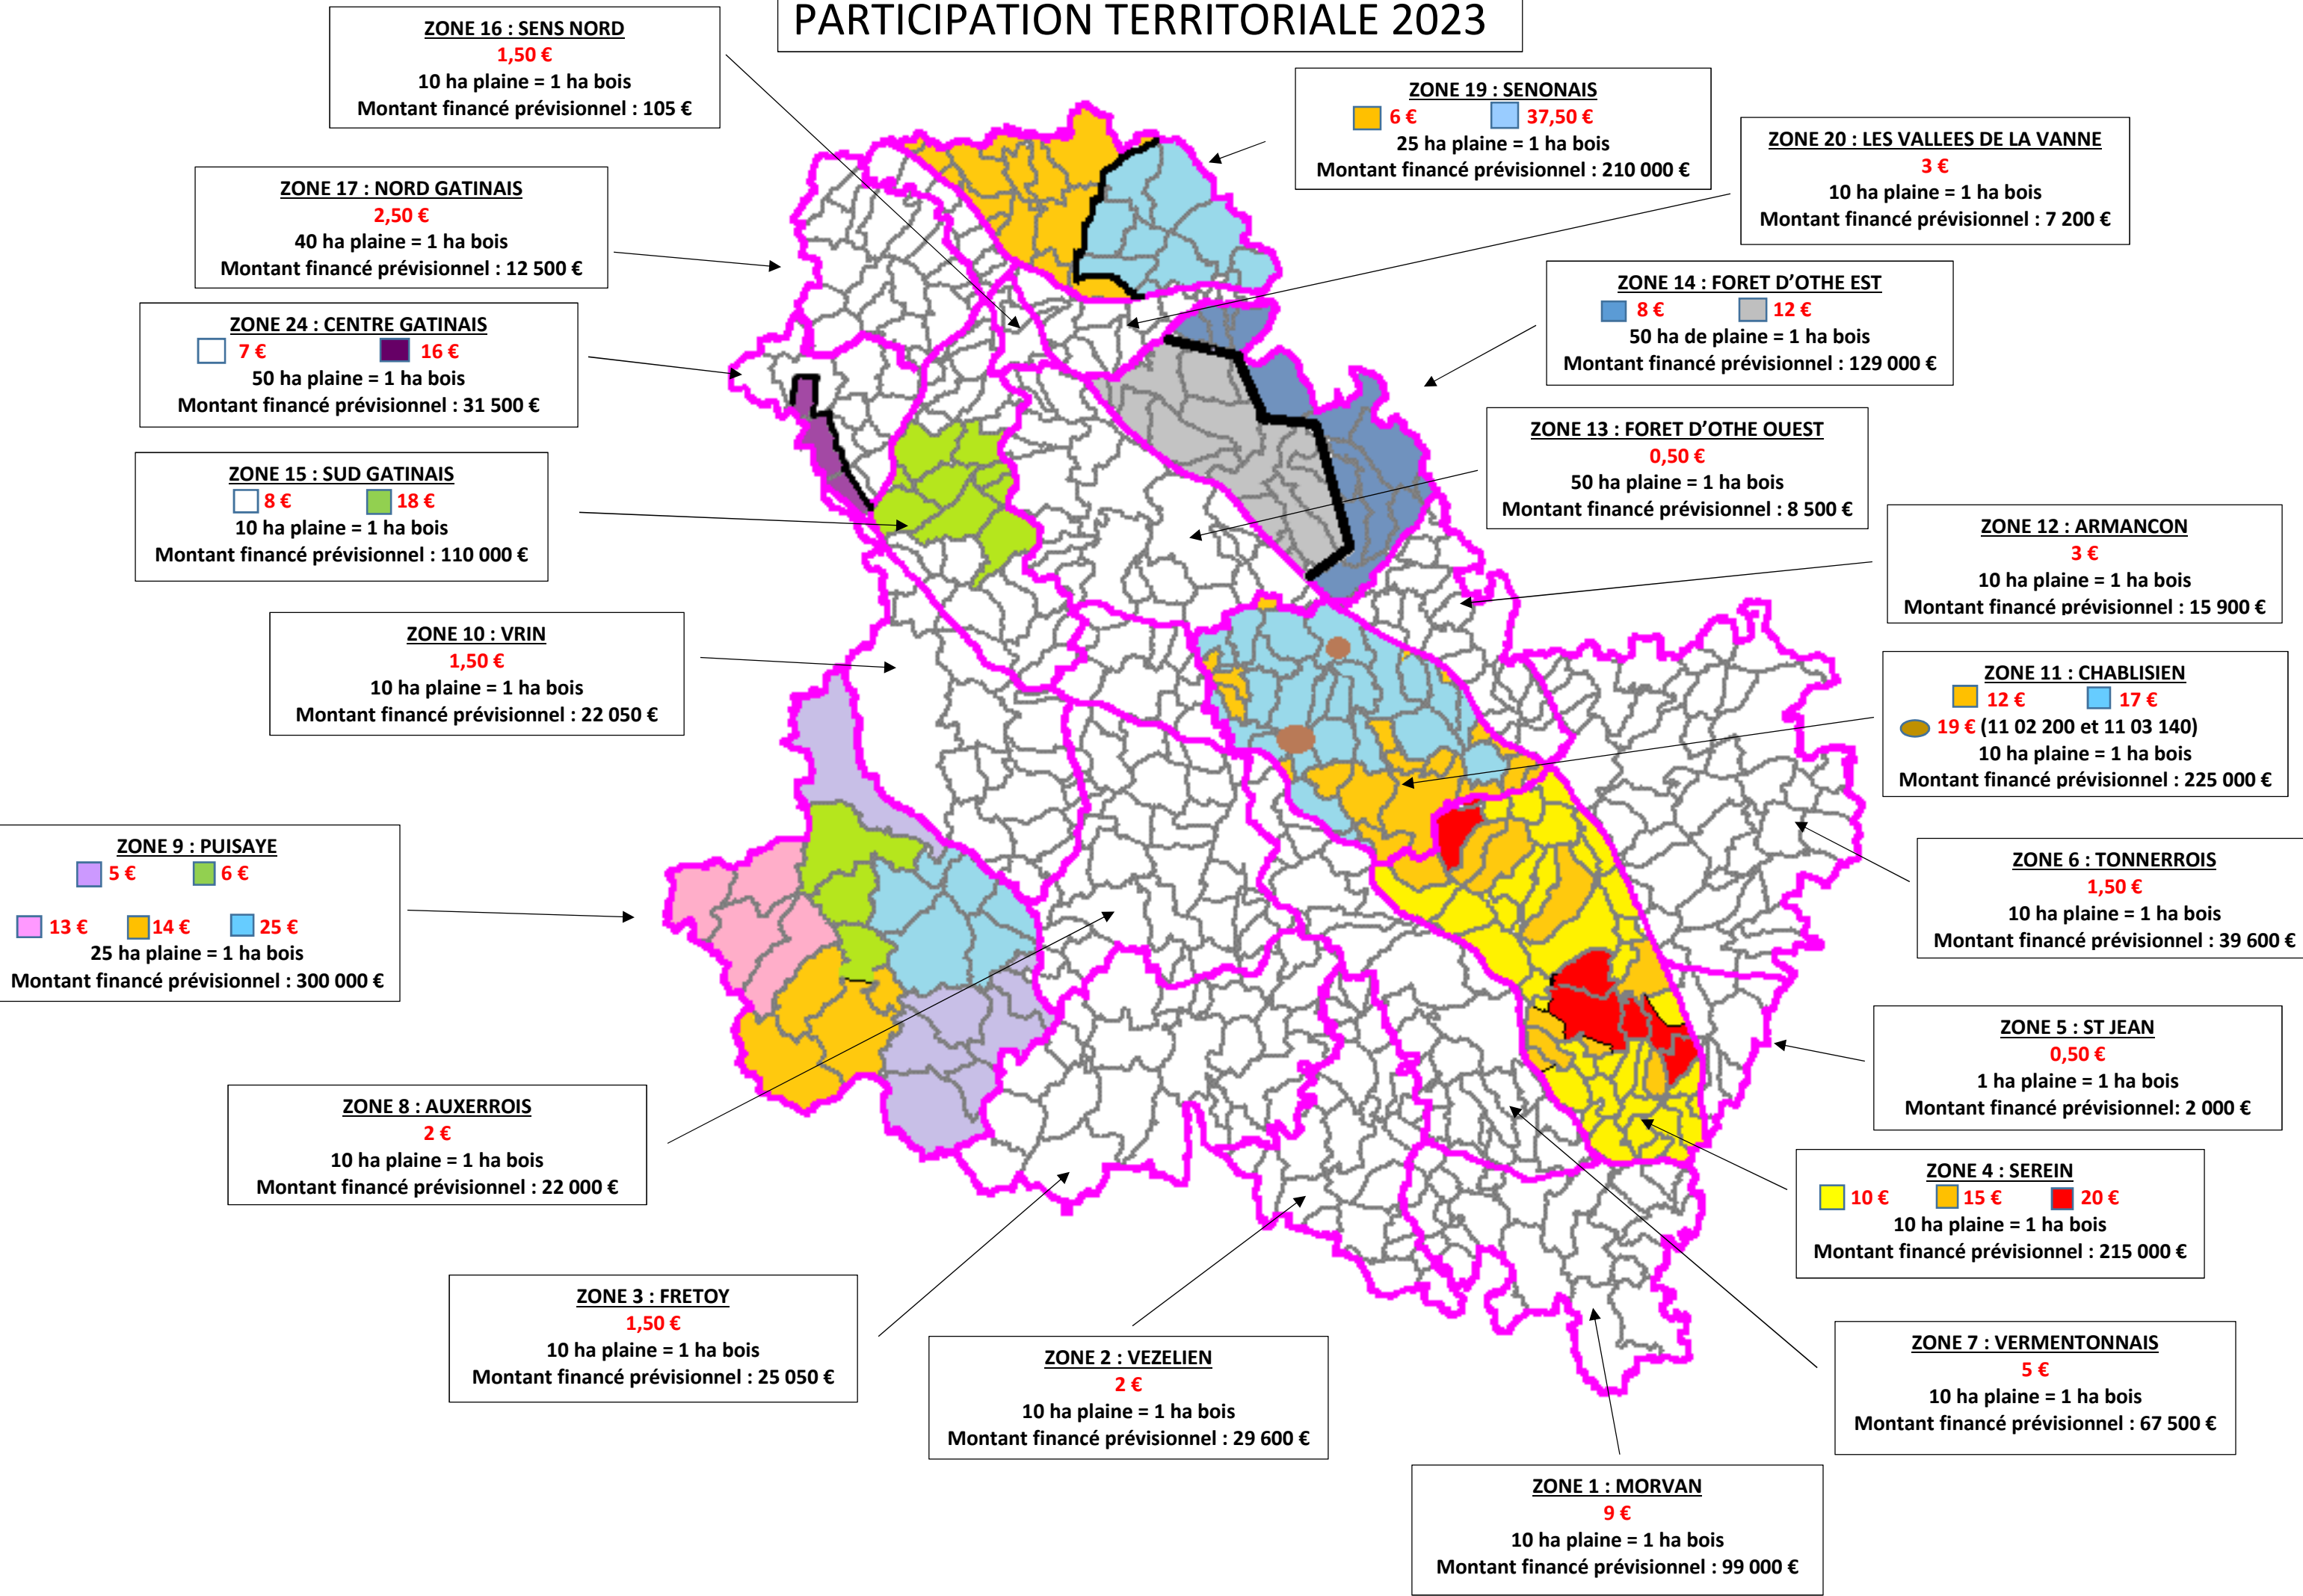 PARTICIPATION TERRITORIALE 2023
ZONE 16 : SENS NORD
1,50 €
10 ha plaine = 1 ha bois
Montant financé prévisionnel : 105 €
ZONE 19 : SENONAIS
6 € 37,50 €
25 ha plaine = 1 ha bois
Montant financé prévisionnel : 210 000 €
ZONE 20 : LES VALLEES DE LA VANNE
3 €
10 ha plaine = 1 ha bois
Montant financé prévisionnel : 7 200 €
ZONE 17 : NORD GATINAIS
2,50 €
40 ha plaine = 1 ha bois
Montant financé prévisionnel : 12 500 €
ZONE 14 : FORET D'OTHE EST
8 € 12 €
50 ha de plaine = 1 ha bois
Montant financé prévisionnel : 129 000 €
ZONE 24 : CENTRE GATINAIS
7 € 16 €
50 ha plaine = 1 ha bois
Montant financé prévisionnel : 31 500 €
ZONE 13 : FORET D'OTHE OUEST
0,50 €
50 ha plaine = 1 ha bois
Montant financé prévisionnel : 8 500 €
ZONE 15 : SUD GATINAIS
8 € 18 €
10 ha plaine = 1 ha bois
Montant financé prévisionnel : 110 000 €
ZONE 12 : ARMANCON
3 €
10 ha plaine = 1 ha bois
Montant financé prévisionnel : 15 900 €
ZONE 10 : VRIN
1,50 €
10 ha plaine = 1 ha bois
Montant financé prévisionnel : 22 050 €
ZONE 11 : CHABLISIEN
12 € 17 €
19 € (11 02 200 et 11 03 140)
10 ha plaine = 1 ha bois
Montant financé prévisionnel : 225 000 €
ZONE 9 : PUISAYE
5 € 6 €
13 € 14 € 25 €
25 ha plaine = 1 ha bois
Montant financé prévisionnel : 300 000 €
ZONE 6 : TONNERROIS
1,50 €
10 ha plaine = 1 ha bois
Montant financé prévisionnel : 39 600 €
ZONE 5 : ST JEAN
0,50 €
1 ha plaine = 1 ha bois
Montant financé prévisionnel: 2 000 €
ZONE 8 : AUXERROIS
2 €
10 ha plaine = 1 ha bois
Montant financé prévisionnel : 22 000 €
ZONE 4 : SEREIN
10 € 15 € 20 €
10 ha plaine = 1 ha bois
Montant financé prévisionnel : 215 000 €
ZONE 3 : FRETOY
1,50 €
10 ha plaine = 1 ha bois
Montant financé prévisionnel : 25 050 €
ZONE 2 : VEZELIEN
2 €
10 ha plaine = 1 ha bois
Montant financé prévisionnel : 29 600 €
ZONE 7 : VERMENTONNAIS
5 €
10 ha plaine = 1 ha bois
Montant financé prévisionnel : 67 500 €
ZONE 1 : MORVAN
9 €
10 ha plaine = 1 ha bois
Montant financé prévisionnel : 99 000 €